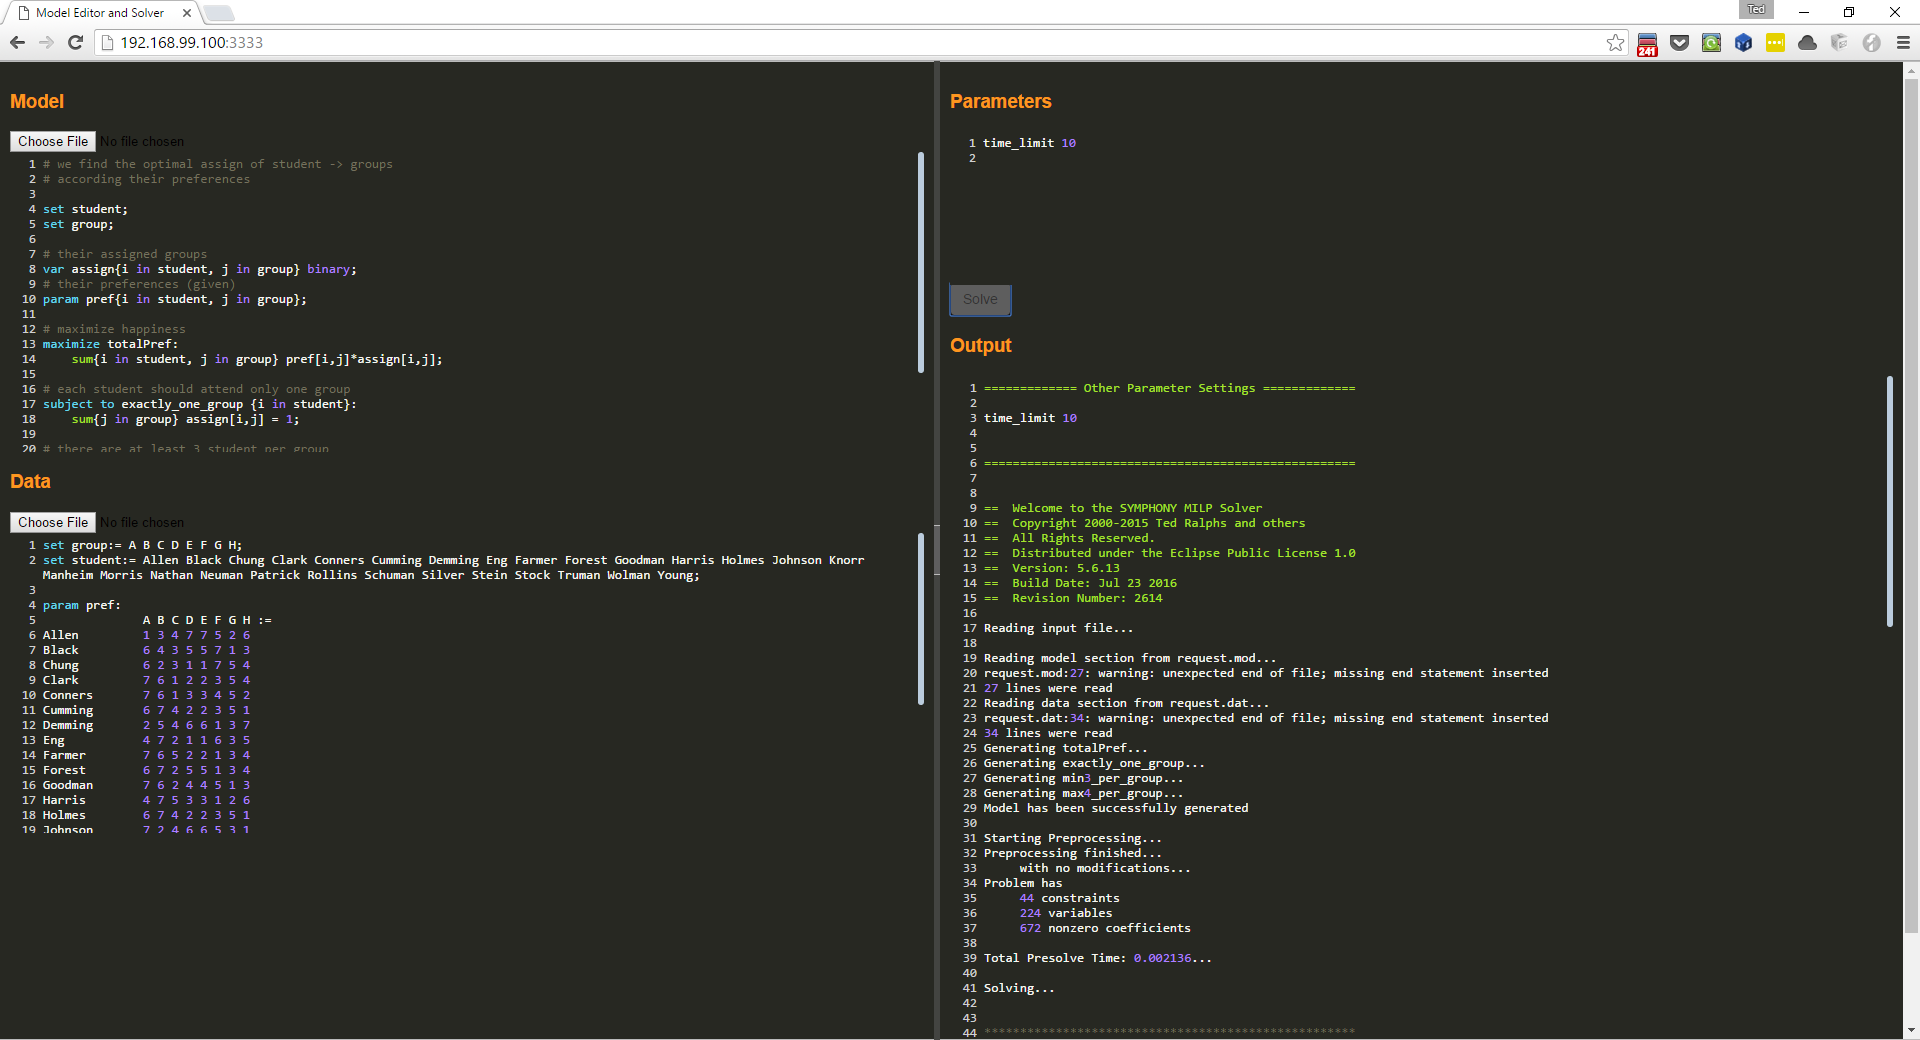 Model Editor and Solver
Ted
192.168.99.100:3333
241
Model
Choose File No file chosen
1 # we find the optimal assign of student -> groups
2 # according their preferences
3
4 set student;
5 set group;
6
7 # their assigned groups
8 var assign{i in student, j in group} binary;
9 # their preferences (given)
10 param pref{i in student, j in group};
11
12 # maximize happiness
13 maximize totalPref:
14 sum{i in student, j in group} pref[i,j]*assign[i,j];
15
16 # each student should attend only one group
17 subject to exactly_one_group {i in student}:
18 sum{j in group} assign[i,j] = 1;
19
20 # there are at least 3 student per group
Data
Choose File No file chosen
1 set group:= A B C D E F G H;
2 set student:= Allen Black Chung Clark Conners Cumming Demming Eng Farmer Forest Goodman Harris Holmes Johnson Knorr
Manheim Morris Nathan Neuman Patrick Rollins Schuman Silver Stein Stock Truman Wolman Young;
3
4 param pref:
5 A B C D E F G H :=
6 Allen 1 3 4 7 7 5 2 6
7 Black 6 4 3 5 5 7 1 3
8 Chung 6 2 3 1 1 7 5 4
9 Clark 7 6 1 2 2 3 5 4
10 Conners 7 6 1 3 3 4 5 2
11 Cumming 6 7 4 2 2 3 5 1
12 Demming 2 5 4 6 6 1 3 7
13 Eng 4 7 2 1 1 6 3 5
14 Farmer 7 6 5 2 2 1 3 4
15 Forest 6 7 2 5 5 1 3 4
16 Goodman 7 6 2 4 4 5 1 3
17 Harris 4 7 5 3 3 1 2 6
18 Holmes 6 7 4 2 2 3 5 1
19 Johnson 7 2 4 6 6 5 3 1
Parameters
1 time_limit 10
2
Solve
Output
1 ============= Other Parameter Settings =============
2
3 time_limit 10
4
5
6 ====================================================
7
8
9 == Welcome to the SYMPHONY MILP Solver
10 == Copyright 2000-2015 Ted Ralphs and others
11 == All Rights Reserved.
12 == Distributed under the Eclipse Public License 1.0
13 == Version: 5.6.13
14 == Build Date: Jul 23 2016
15 == Revision Number: 2614
16
17 Reading input file...
18
19 Reading model section from request.mod...
20 request.mod:27: warning: unexpected end of file; missing end statement inserted
21 27 lines were read
22 Reading data section from request.dat...
23 request.dat:34: warning: unexpected end of file; missing end statement inserted
24 34 lines were read
25 Generating totalPref...
26 Generating exactly_one_group...
27 Generating min3_per_group...
28 Generating max4_per_group...
29 Model has been successfully generated
30
31 Starting Preprocessing...
32 Preprocessing finished...
33 with no modifications...
34 Problem has
35 44 constraints
36 224 variables
37 672 nonzero coefficients
38
39 Total Presolve Time: 0.002136...
40
41 Solving...
42
43
44 ****************************************************